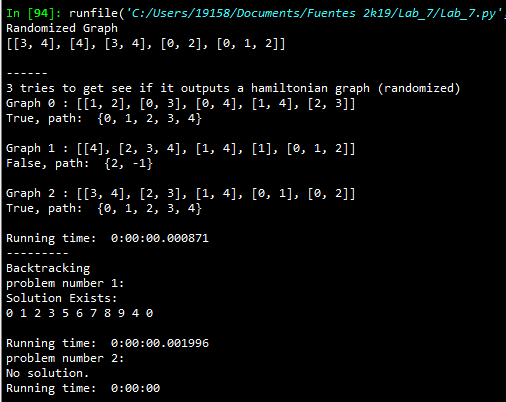 In [94]: runfile('C:/Users/19158/Documents/Fuentes 2k19/Lab_7/Lab_7.py'
Randomized Graph
[[3, 4], [4], [3, 4], [0, 2], [0, 1, 2]]
------
3 tries to get see if it outputs a hamiltonian graph (randomized)
Graph 0 : [[1, 2], [0, 3], [0, 4], [1, 4], [2, 3]]
True, path:  {0, 1, 2, 3, 4}
Graph 1 : [[4], [2, 3, 4], [1, 4], [1], [0, 1, 2]]
False, path:  {2, -1}
Graph 2 : [[3, 4], [2, 3], [1, 4], [0, 1], [0, 2]]
True, path:  {0, 1, 2, 3, 4}
Running time:  0:00:00.000871
---------
Backtracking
problem number 1:
Solution Exists:
0 1 2 3 5 6 7 8 9 4 0
Running time:  0:00:00.001996
problem number 2:
No solution.
Running time:  0:00:00